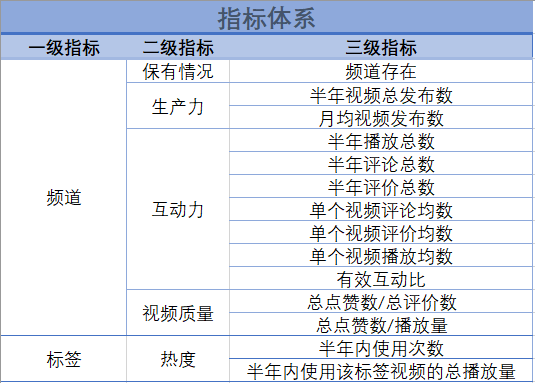 指标体系
一级指标 二级指标 三级指标
保有情况 频道存在
生产力 半年视频总发布数
月均视频发布数
频道 互动力 半年播放总数
半年评论总数
半年评价总数
单个视频评论均数
单个视频评价均数
单个视频播放均数
有效互动比
视频质量 总点赞数/总评价数
总点赞数/播放量
标签 热度 半年内使用次数
半年内使用该标签视频的总播放量